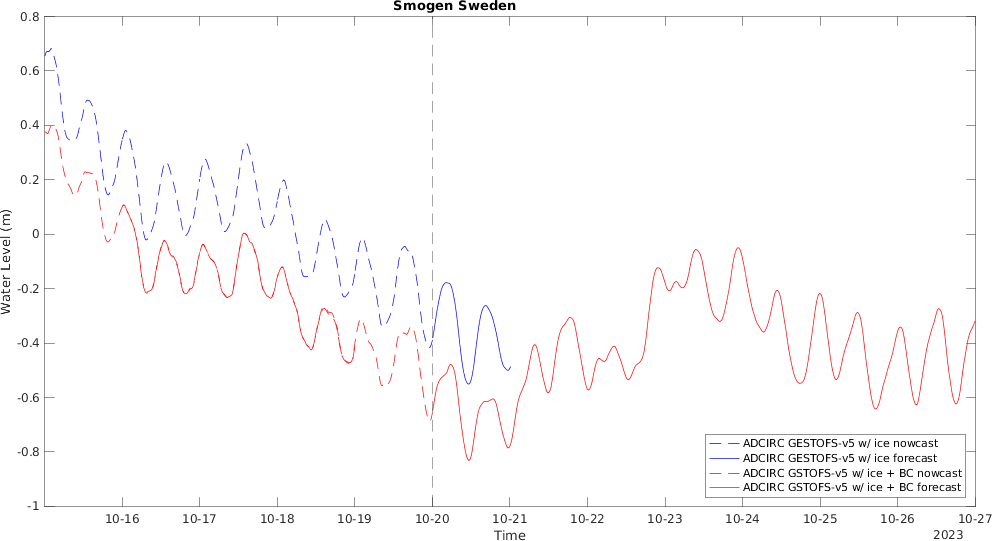 Smogen Sweden
0.8
0.6
0.4
0.2
0
-0.2
-0.4
-0.6
-0.8
-1
Water Level (m)
ADCIRC GESTOFS-v5 w/ ice nowcast
ADCIRC GESTOFS-v5 w/ ice forecast
ADCIRC GSTOFS-v5 w/ ice + BC nowcast
ADCIRC GSTOFS-v5 w/ ice + BC forecast
10-16 10-17 10-18 10-19 10-20 10-21 10-22 10-23 10-24 10-25 10-26 10-27
Time
2023